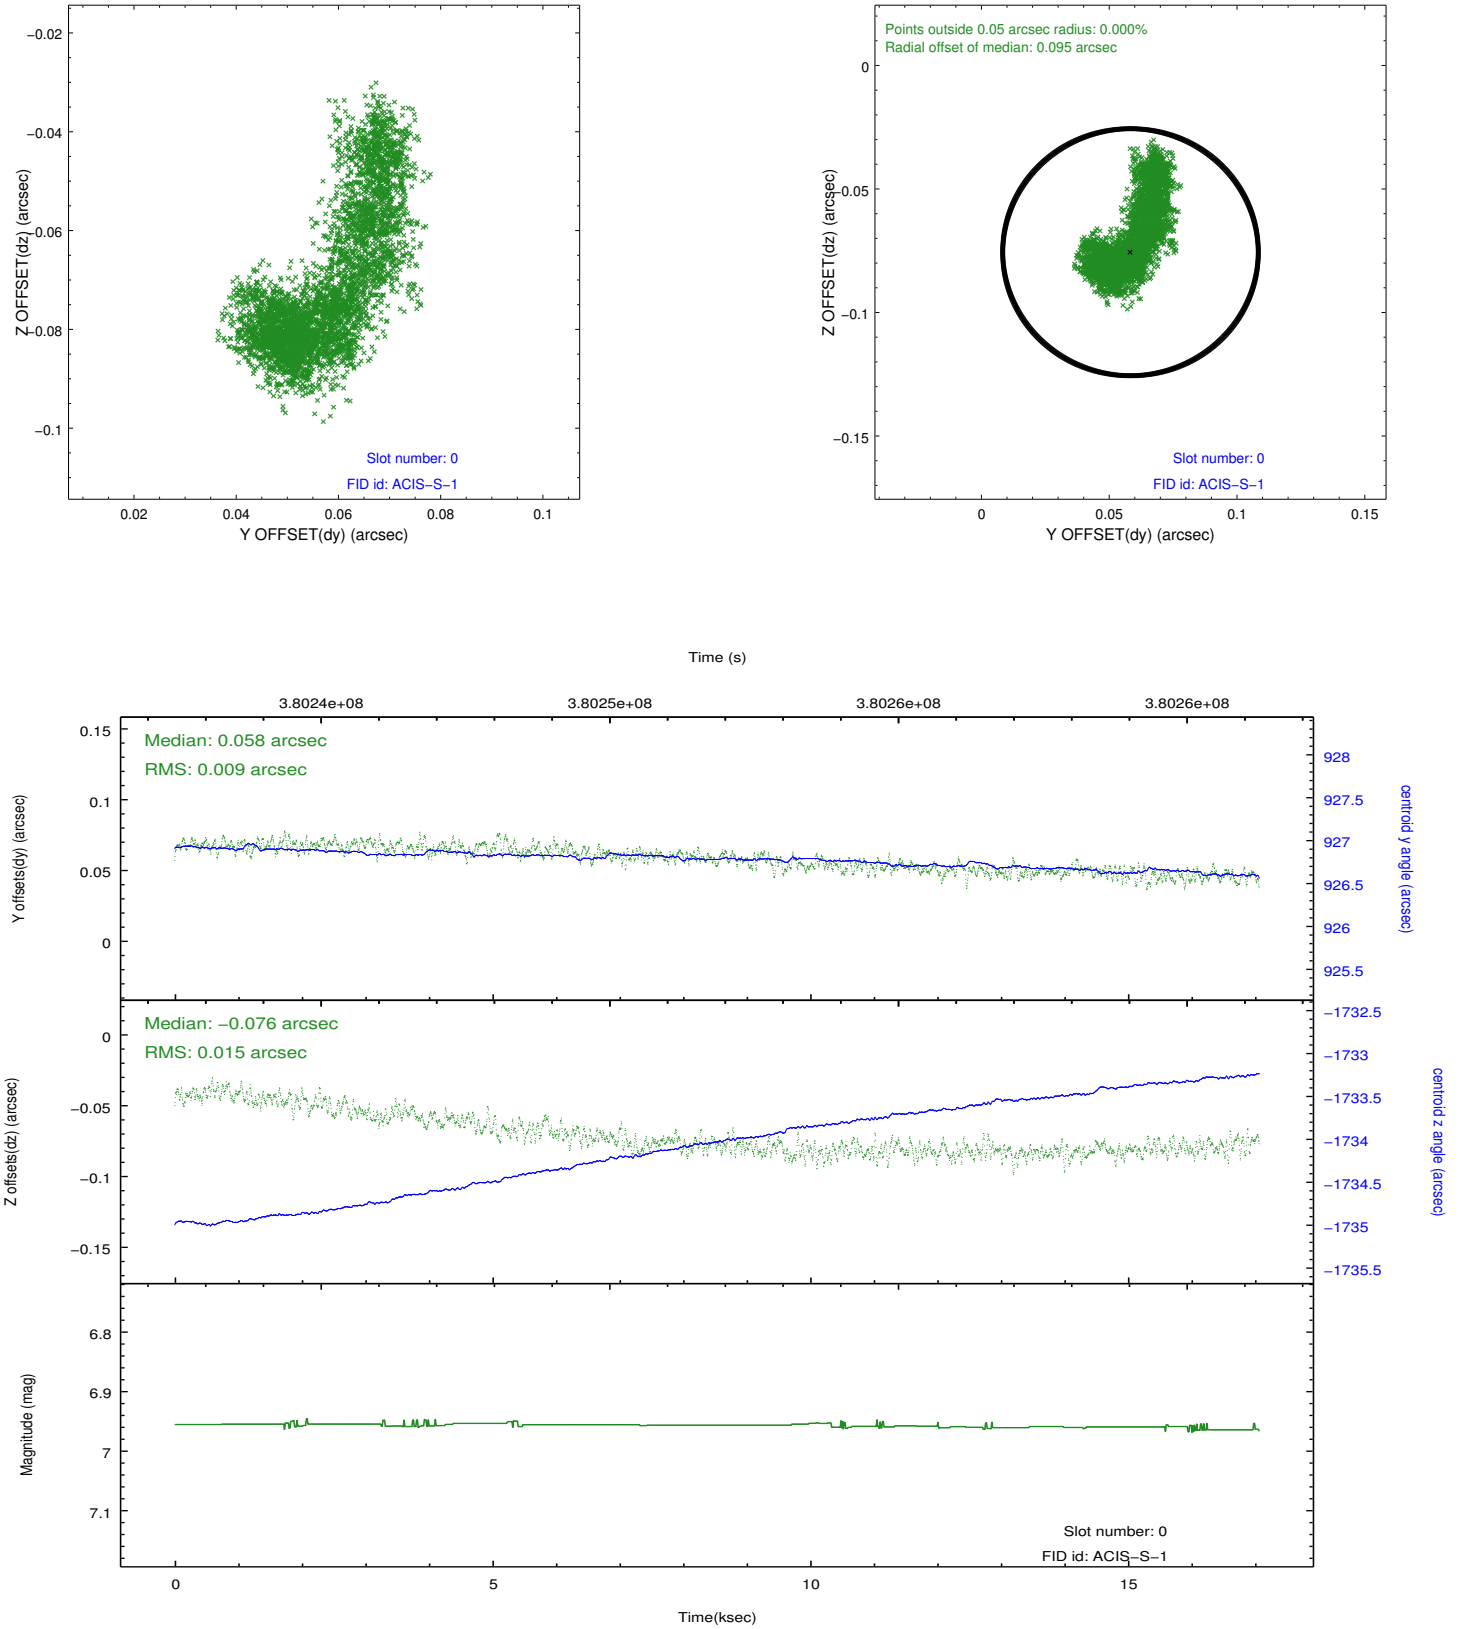 −0.02
−0.04
−0.06
−0.08
−0.1
Z OFFSET(dz) (arcsec)
Slot number: 0
FID id: ACIS−S−1
0.02
0.04
0.06
0.08
0.1
Y OFFSET(dy) (arcsec)
Points outside 0.05 arcsec radius: 0.000%
Radial offset of median: 0.095 arcsec
0
−0.05
−0.1
−0.15
Z OFFSET(dz) (arcsec)
Slot number: 0
FID id: ACIS−S−1
0
0.05
0.1
0.15
Y OFFSET(dy) (arcsec)
Time (s)
3.8024e+08
3.8025e+08
3.8026e+08
3.8026e+08
Median: 0.058 arcsec
RMS: 0.009 arcsec
0.15
0.1
0.05
0
Y offsets(dy) (arcsec)
928
927.5
927
926.5
926
925.5
centroid y angle (arcsec)
Median: −0.076 arcsec
RMS: 0.015 arcsec
0
−0.05
−0.1
−0.15
Z offsets(dz) (arcsec)
−1732.5
−1733
−1733.5
−1734
−1734.5
−1735
−1735.5
centroid z angle (arcsec)
6.8
6.9
7
7.1
Magnitude (mag)
Slot number: 0
FID id: ACIS−S−1
0
5
10
15
Time(ksec)